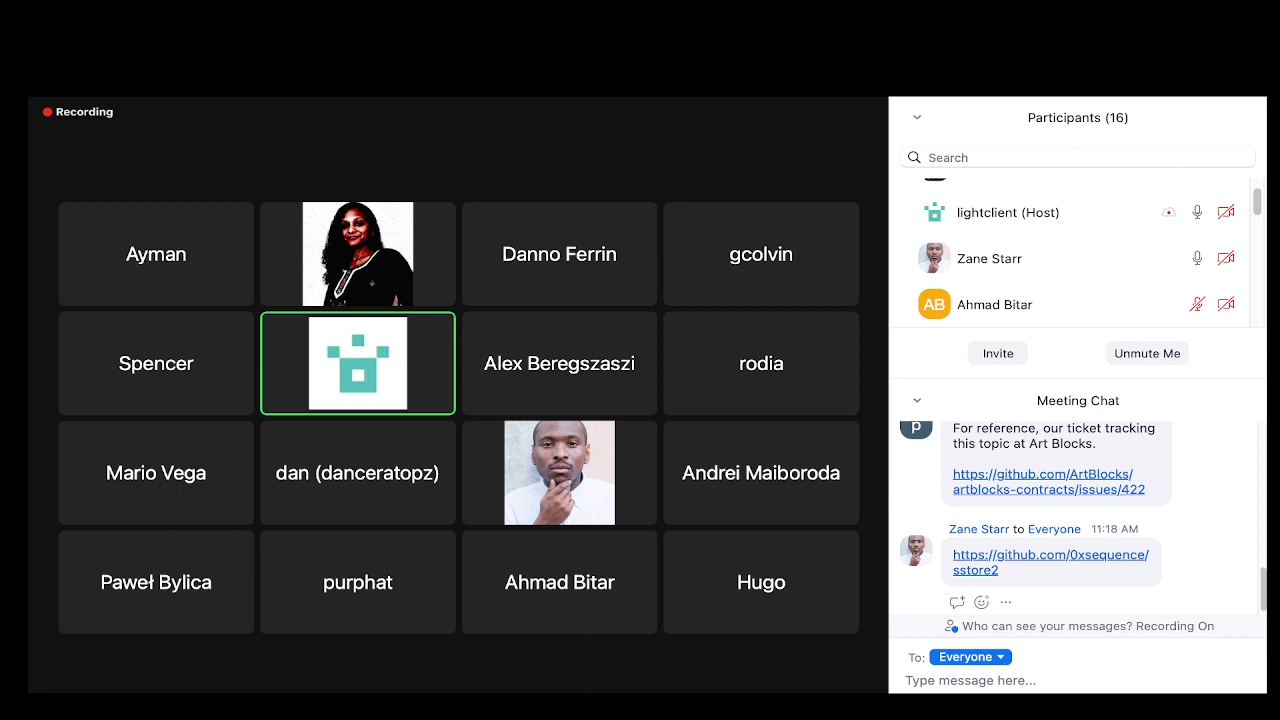 Recording
Ayman
Danno Ferrin
gcolvin
Spencer
Alex Beregszaszi
rodia
Mario Vega
dan (danceratopz)
Andrei Maiboroda
Paweł Bylica
purphat
Ahmad Bitar
Hugo
Participants (16)
Search
lightclient (Host)
Zane Starr
AB Ahmad Bitar
Invite
Unmute Me
Meeting Chat
p
For reference, our ticket tracking
this topic at Art Blocks.
https://github.com/ArtBlocks/
artblocks-contracts/issues/422
Zane Starr to Everyone 11:18 AM
https://github.com/0xsequence/
sstore2
Who can see your messages? Recording On
To: Everyone
Type message here...